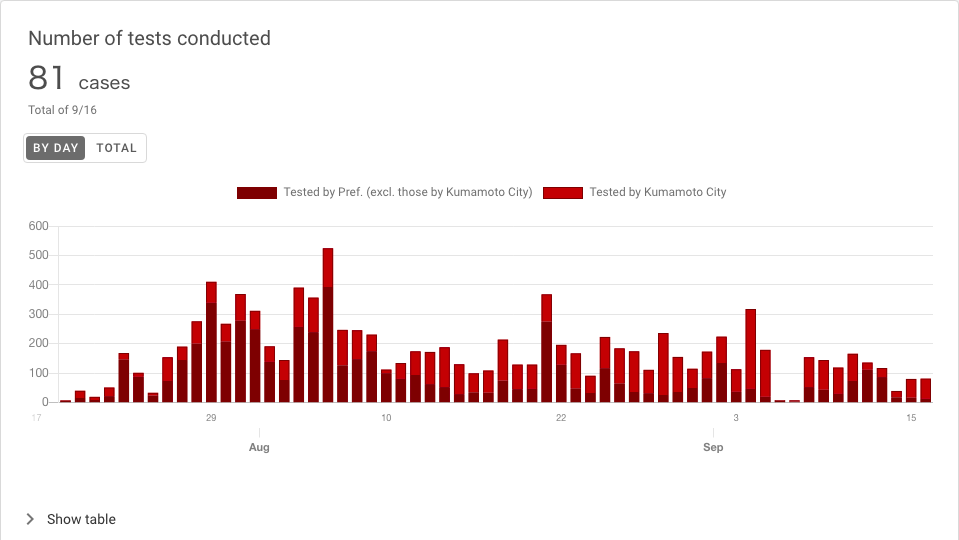 Number of tests conducted
81 cases
Total of 9/16
BY DAY TOTAL
Tested by Pref. (excl. those by Kumamoto City) Tested by Kumamoto City
600
500
400
300
200
100
0
17 29 10 22 3 15
Aug Sep
Show table